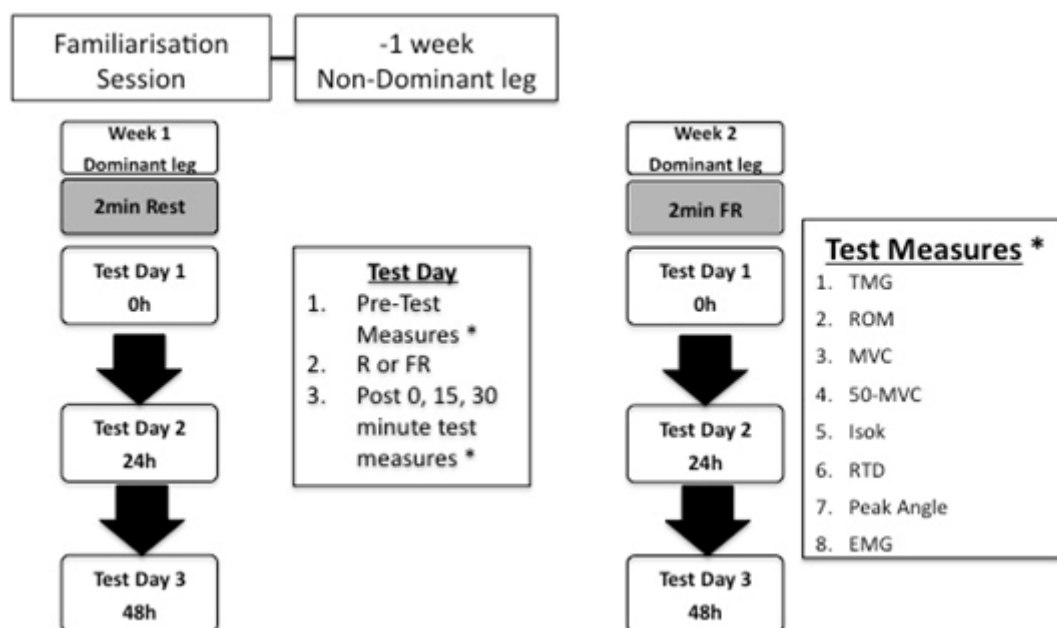 Familiarisation
Session
-1 week
Non-Dominant leg
Week 1
Dominant leg
2min Rest
Test Day 1
0h
Test Day 2
24h
Test Day 3
48h
Test Day
1. Pre-Test
Measures *
2. R or FR
3. Post 0, 15, 30
minute test
measures *
Week 2
Dominant leg
2min FR
Test Day 1
0h
Test Day 2
24h
Test Day 3
48h
Test Measures *
1. TMG
2. ROM
3. MVC
4. 50-MVC
5. Isok
6. RTD
7. Peak Angle
8. EMG